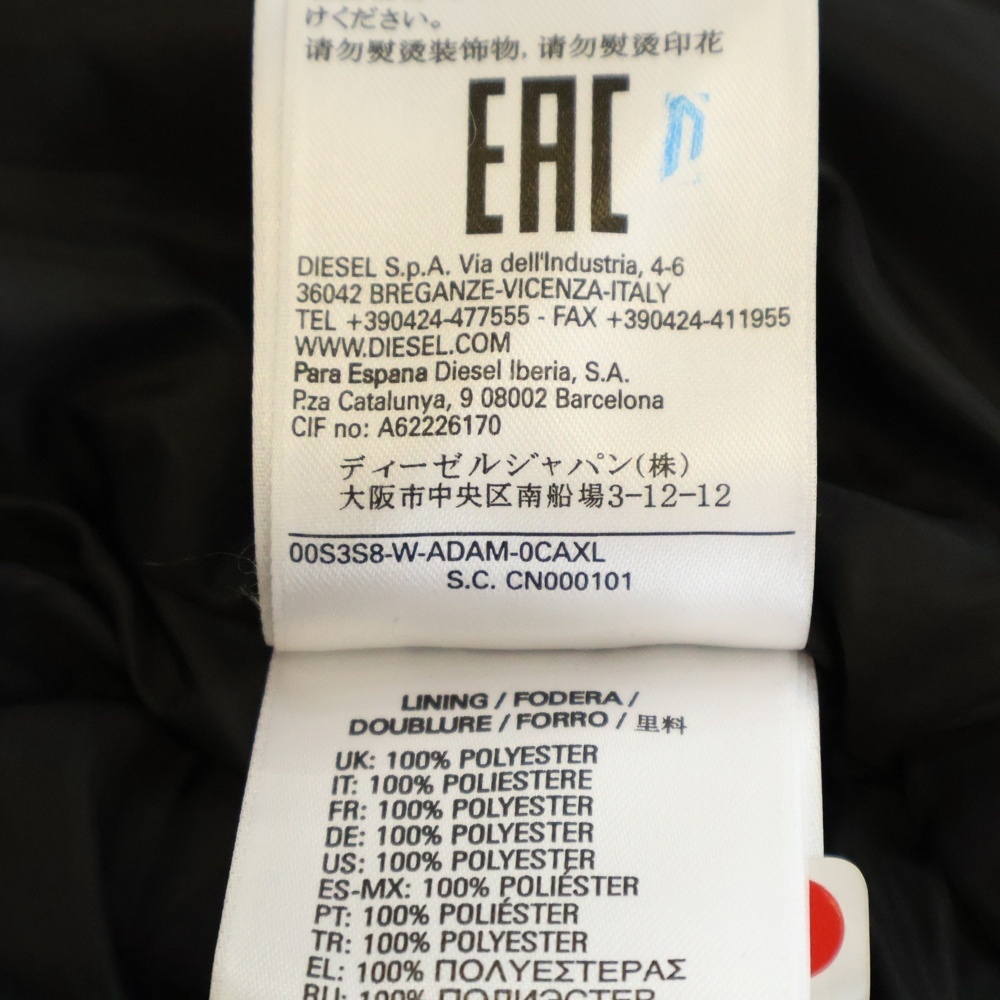 けください。
请勿熨烫装饰物, 请勿熨烫印花
EAC
DIESEL S.p.A. Via dell'Industria, 4-6
36042 BREGANZE-VICENZA-ITALY
TEL +390424-477555 - FAX +390424-411955
WWW.DIESEL.COM
Para Espana Diesel Iberia, S.A.
P.za Catalunya, 9 08002 Barcelona
CIF no: A62226170
ディーゼルジャパン(株)
大阪市中央区南船場3-12-12
00S3S8-W-ADAM-0CAXL
S.C. CN000101
LINING / FODERA /
DOUBLURE / FORRO / 里料
UK: 100% POLYESTER
IT: 100% POLIESTERE
FR: 100% POLYESTER
DE: 100% POLYESTER
US: 100% POLYESTER
ES-MX: 100% POLIÉSTER
PT: 100% POLIÉSTER
TR: 100% POLYESTER
EL: 100% ΠΟΛΥΕΣΤΕΡΑΣ
RU: 100% ПОЛИЭСТЕР